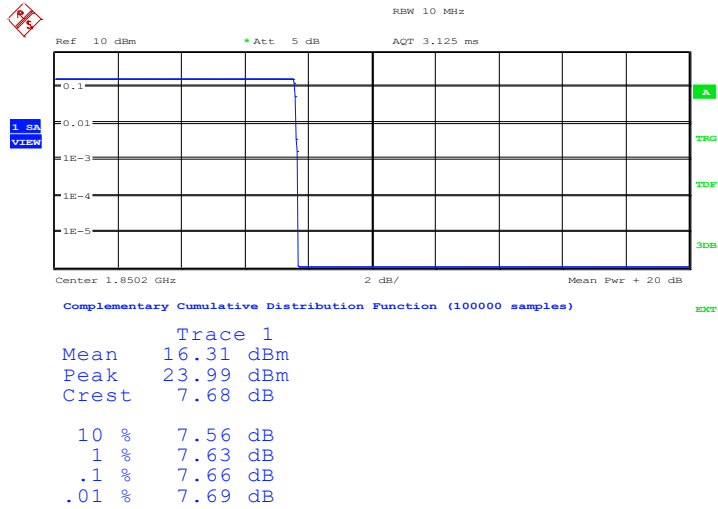 RBW 10 MHz
Ref 10 dBm * Att 5 dB AQT 3.125 ms
0.1
A
0.01
1 SA
VIEW
TRG
1E-3
TDF
1E-4
1E-5
3DB
Center 1.8502 GHz 2 dB/ Mean Pwr + 20 dB
Complementary Cumulative Distribution Function (100000 samples)
EXT
Trace 1
Mean 16.31 dBm
Peak 23.99 dBm
Crest 7.68 dB
10 % 7.56 dB
1 % 7.63 dB
.1 % 7.66 dB
.01 % 7.69 dB